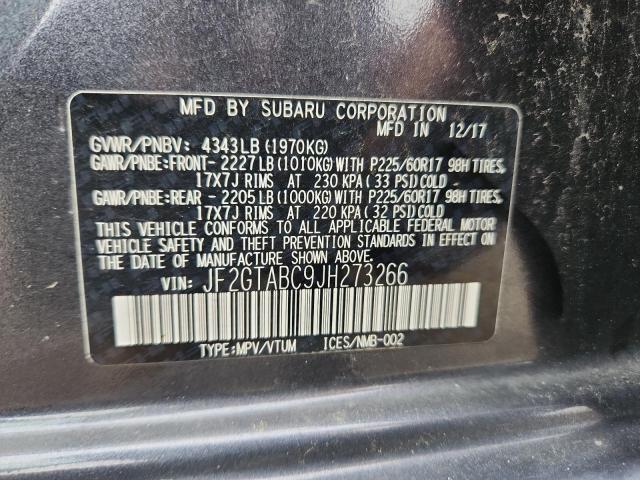 MFD BY SUBARU CORPORATION
MFD IN 12/17
GVWR/PNBV: 4343LB(1970KG)
GAWR/PNBE:FRONT-2227LB(1010KG)WITH P225/60R17 98H TIRES,
17X7J RIMS AT 230 KPA(33 PSI)COLD
GAWR/PNBE:REAR -2205LB(1000KG)WITH P225/60R17 98H TIRES,
17X7J RIMS AT 220 KPA(32 PSI)COLD
THIS VEHICLE CONFORMS TO ALL APPLICABLE FEDERAL MOTOR
VEHICLE SAFETY AND THEFT PREVENTION STANDARDS IN EFFECT
ON THE DATE OF MANUFACTURE SHOWN ABOVE.
VIN: JF2GTABC9JH273266
TYPE:MPV/VTUM ICES/NMB-002